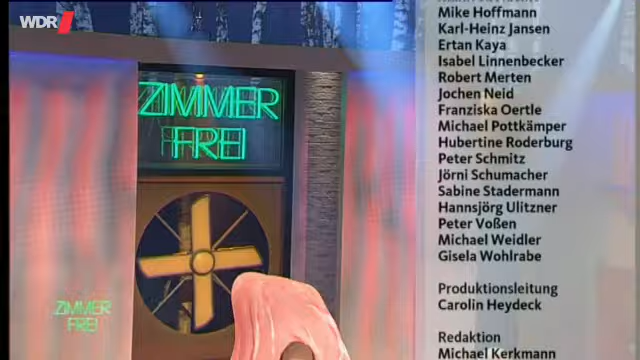 WDR
ZIMMER
FREI
ZIMMER
FREI
Mike Hoffmann
Karl-Heinz Jansen
Ertan Kaya
Isabel Linnenbecker
Robert Merten
Jochen Neid
Franziska Oertle
Michael Pottkämper
Hubertine Roderburg
Peter Schmitz
Jörni Schumacher
Sabine Stadermann
Hannsjörg Ulitzner
Peter Voßen
Michael Weidler
Gisela Wohlrabe
Produktionsleitung
Carolin Heydeck
Redaktion
Michael Kerkmann